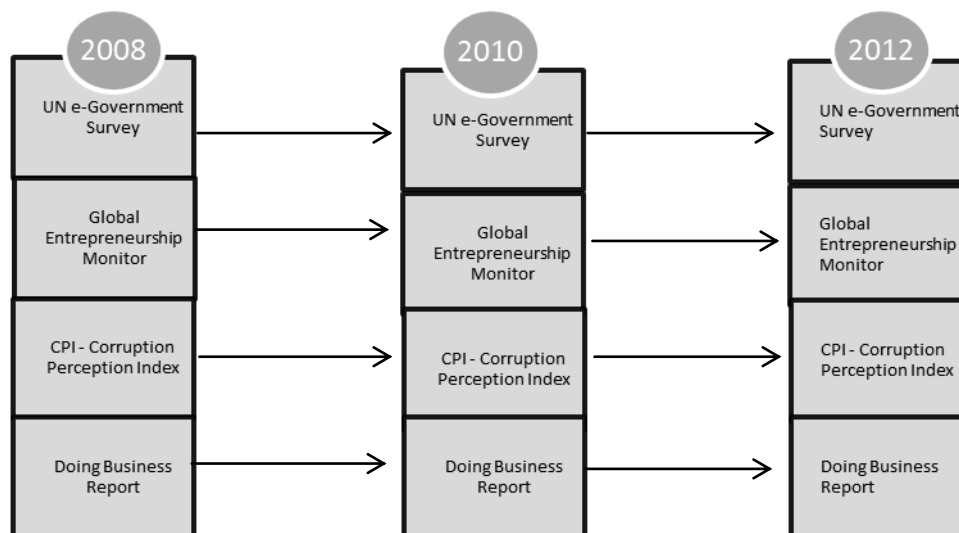 2008
UN e-Government
Survey
Global
Entrepreneurship
Monitor
CPI - Corruption
Perception Index
Doing Business
Report
2010
UN e-Government
Survey
Global
Entrepreneurship
Monitor
CPI - Corruption
Perception Index
Doing Business
Report
2012
UN e-Government
Survey
Global
Entrepreneurship
Monitor
CPI - Corruption
Perception Index
Doing Business
Report